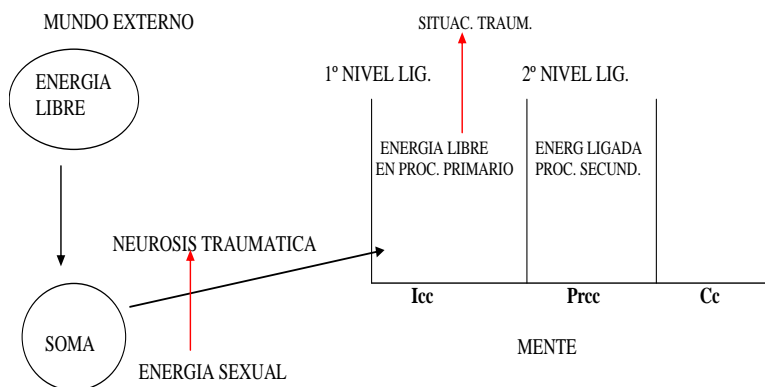 MUNDO EXTERNO
SITUAC. TRAUM.
1º NIVEL LIG.
2º NIVEL LIG.
ENERGIA
LIBRE
ENERGIA LIBRE
EN PROC. PRIMARIO
ENERG LIGADA
PROC. SECUND.
NEUROSIS TRAUMATICA
Icc
Prcc
Cc
SOMA
MENTE
ENERGIA SEXUAL